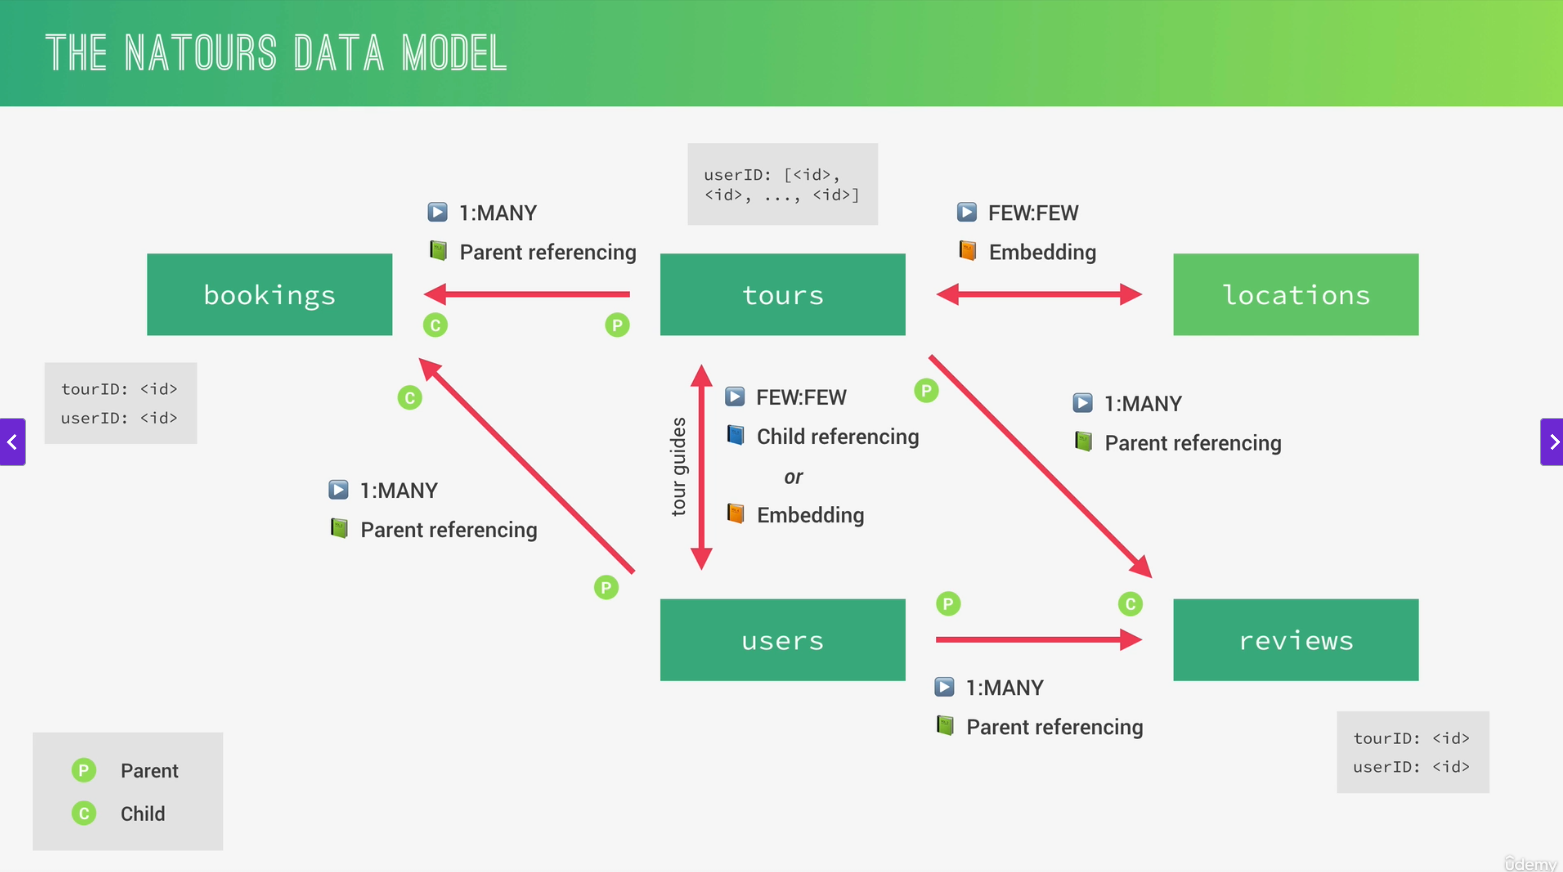 THE NATOURS DATA MODEL
userID: [<id>,
<id>, ..., <id>]
1:MANY
Parent referencing
FEW:FEW
Embedding
bookings
tours
locations
C
P
tourID: <id>
userID: <id>
C
1:MANY
Parent referencing
P
tour guides
FEW:FEW
Child referencing
or
Embedding
P
1:MANY
Parent referencing
users
P
C
reviews
1:MANY
Parent referencing
tourID: <id>
userID: <id>
P Parent
C Child
ûdemy